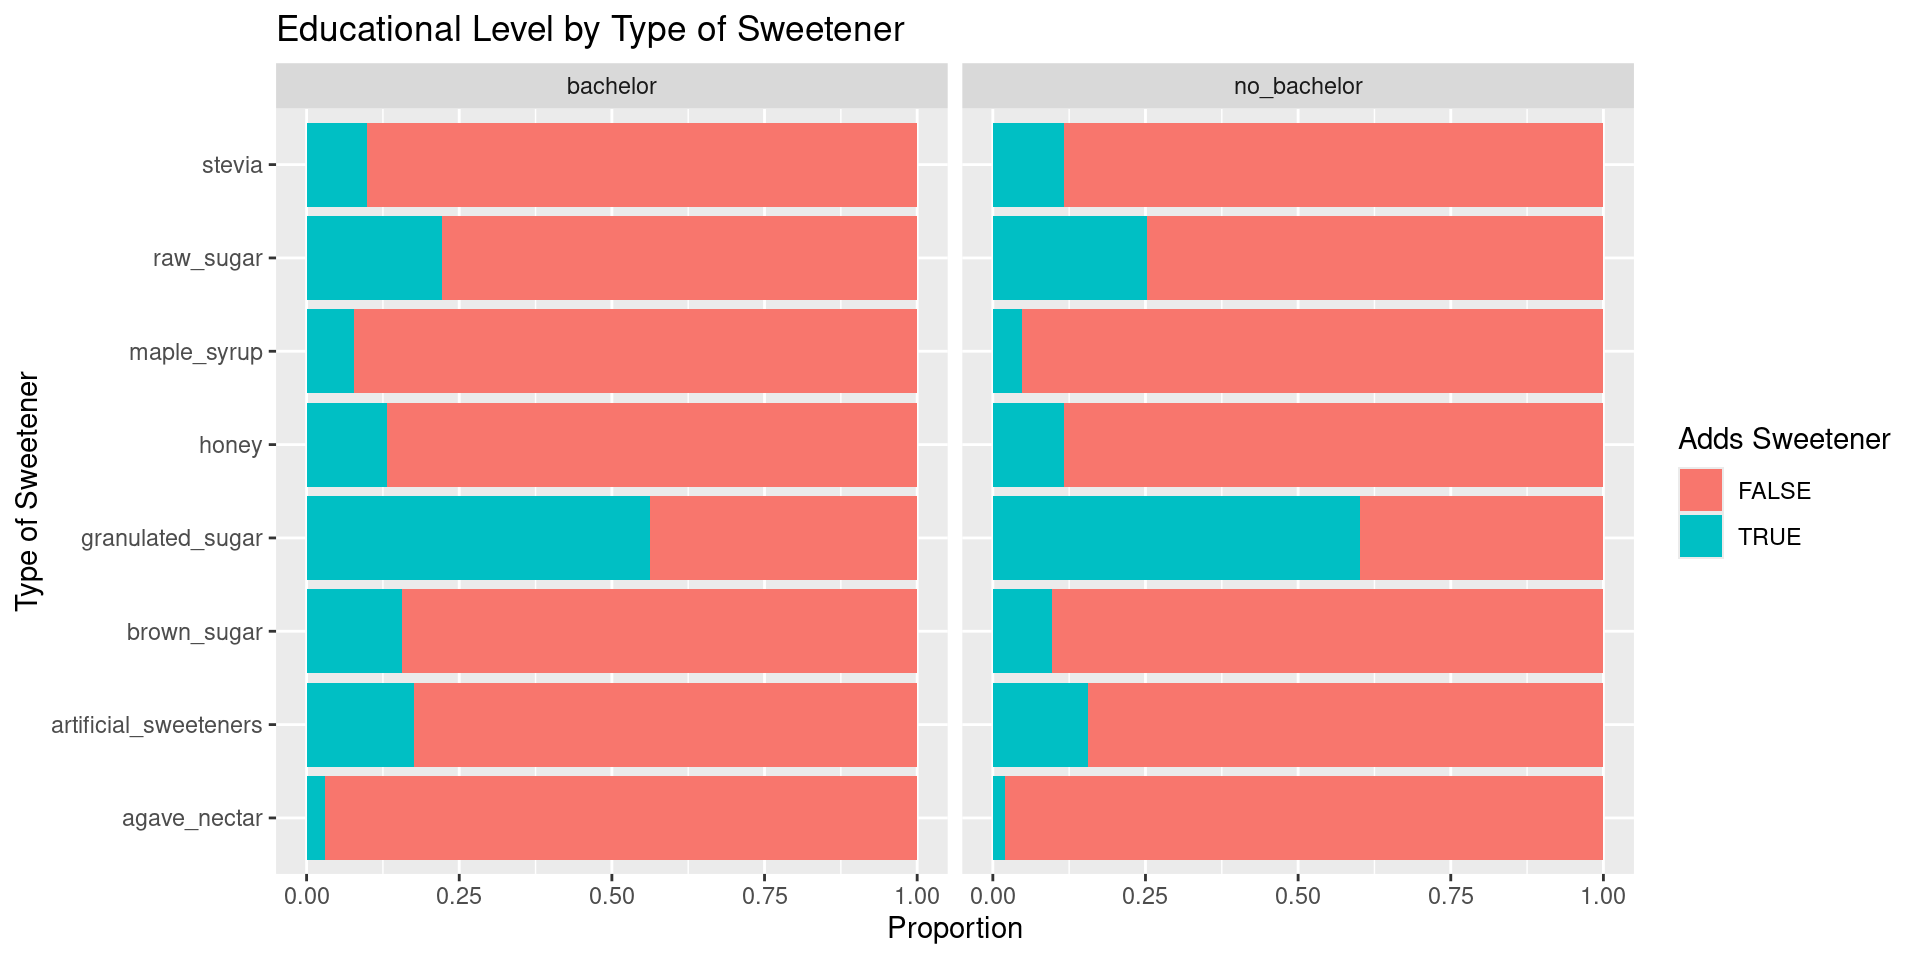 Educational Level by Type of Sweetener
bachelor
no_bachelor
Type of Sweetener
stevia
raw_sugar
maple_syrup
honey
granulated_sugar
brown_sugar
artificial_sweeteners
agave_nectar
0.00 0.25 0.50 0.75 1.00
0.00 0.25 0.50 0.75 1.00
Proportion
Adds Sweetener
FALSE
TRUE